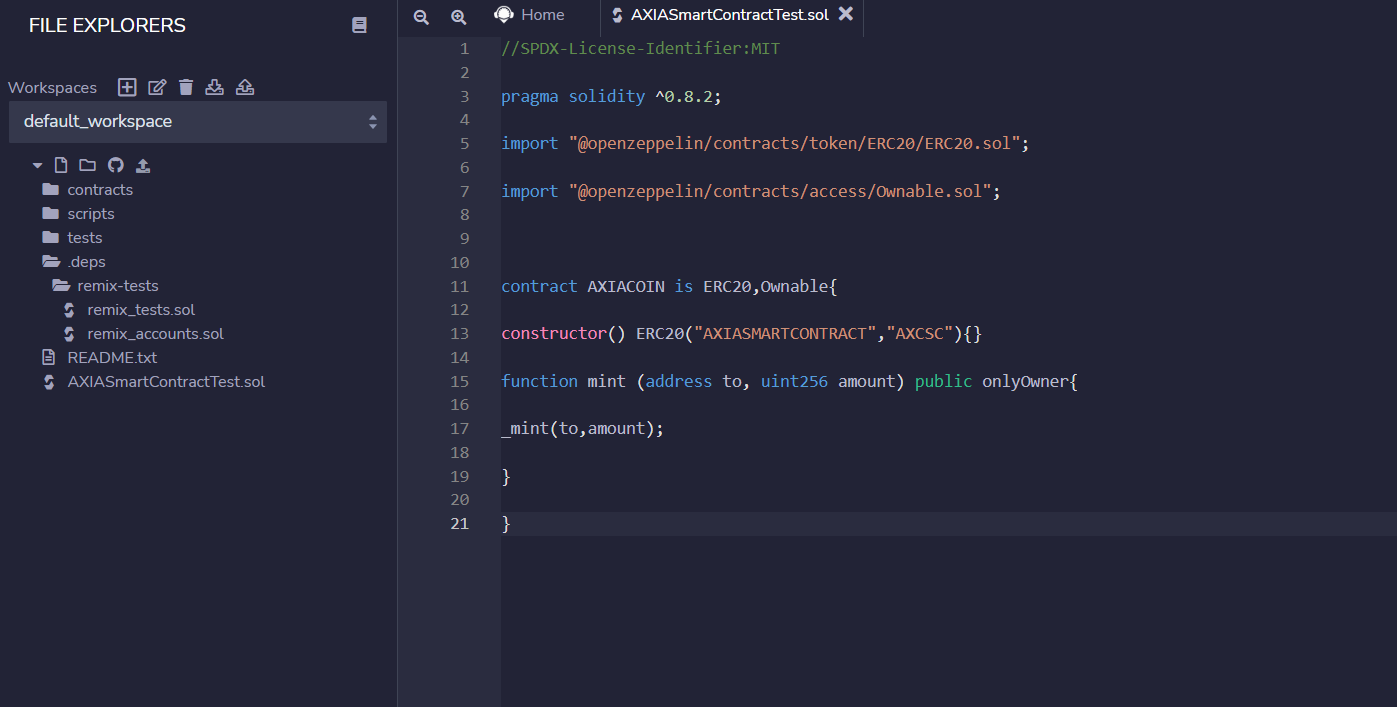 FILE EXPLORERS
Workspaces
default_workspace
contracts
scripts
tests
.deps
remix-tests
remix_tests.sol
remix_accounts.sol
README.txt
AXIASmartContractTest.sol
Home
AXIASmartContractTest.sol
1 //SPDX-License-Identifier:MIT
2
3 pragma solidity ^0.8.2;
4
5 import "@openzeppelin/contracts/token/ERC20/ERC20.sol";
6
7 import "@openzeppelin/contracts/access/Ownable.sol";
8
9
10
11 contract AXIACOIN is ERC20,Ownable{
12
13 constructor() ERC20("AXIASMARTCONTRACT","AXCSC"){}
14
15 function mint (address to, uint256 amount) public onlyOwner{
16
17 _mint(to,amount);
18
19 }
20
21 }